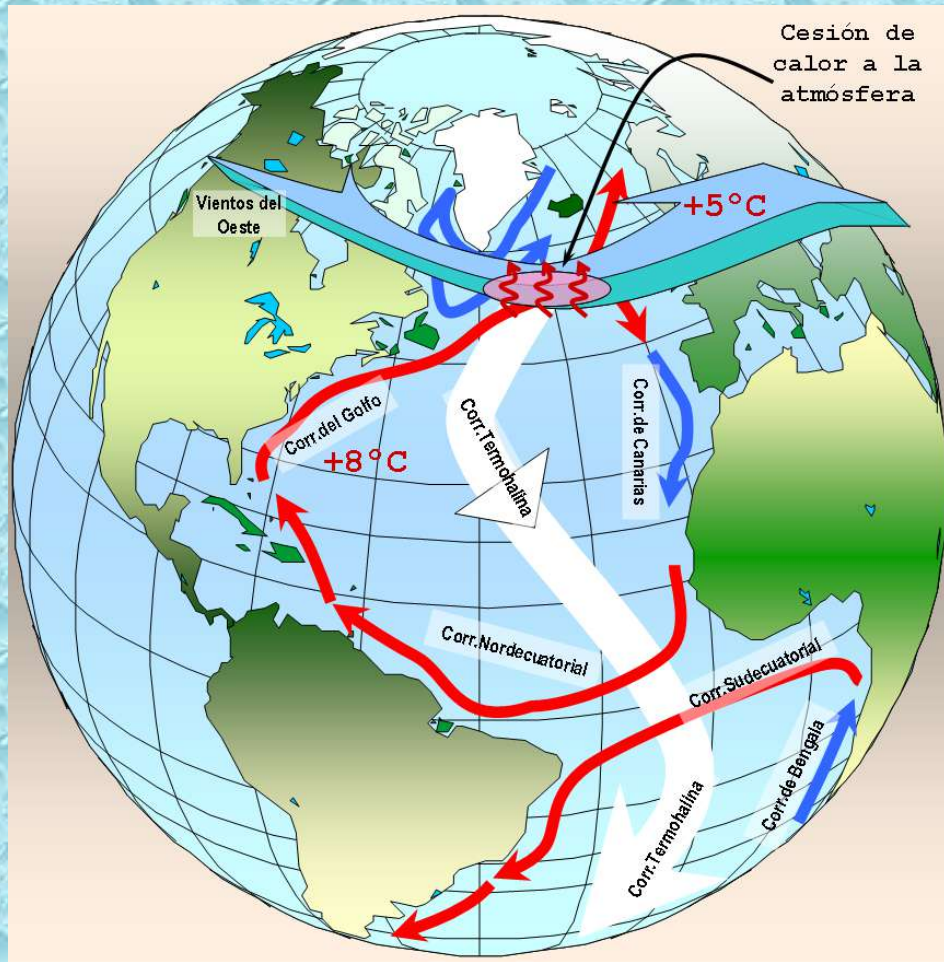 Cesión de
calor a la
atmósfera
Vientos del
Oeste
+5°C
Corr.del Golfo
+8°C
Corr.Termohalina
Corr.de Canarias
Corr.Nordecuatorial
Corr.Sudecuatorial
Corr.de Bengala
Corr.Termohalina